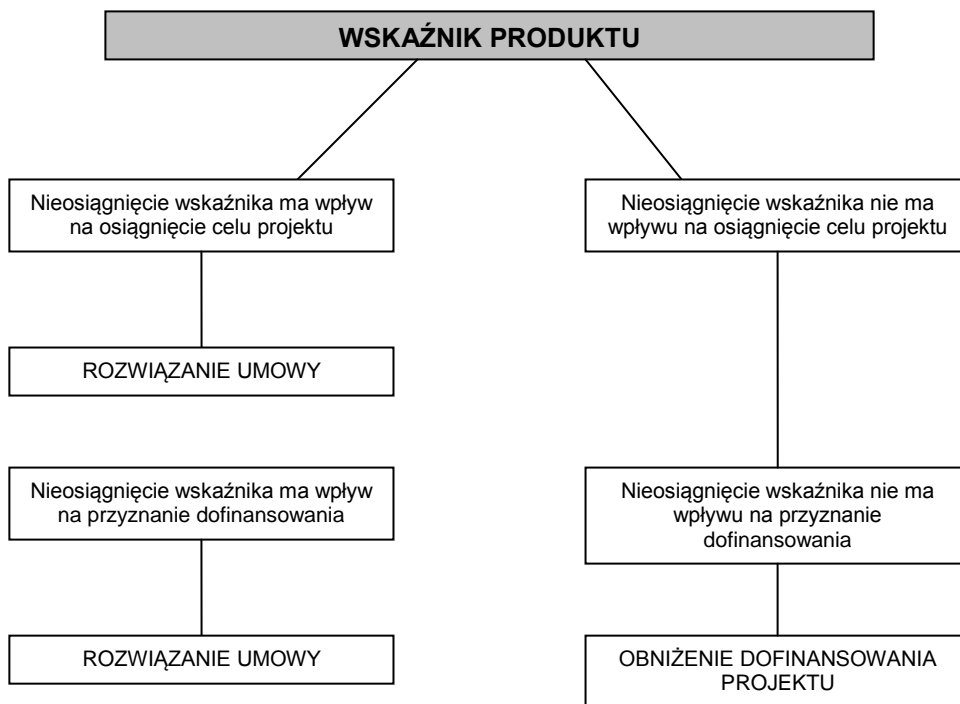 WSKAŹNIK PRODUKTU
Nieosiągnięcie wskaźnika ma wpływ
na osiągnięcie celu projektu
Nieosiągnięcie wskaźnika nie ma
wpływu na osiągnięcie celu projektu
ROZWIĄZANIE UMOWY
Nieosiągnięcie wskaźnika ma wpływ
na przyznanie dofinansowania
Nieosiągnięcie wskaźnika nie ma
wpływu na przyznanie
dofinansowania
ROZWIĄZANIE UMOWY
OBNIŻENIE DOFINANSOWANIA
PROJEKTU